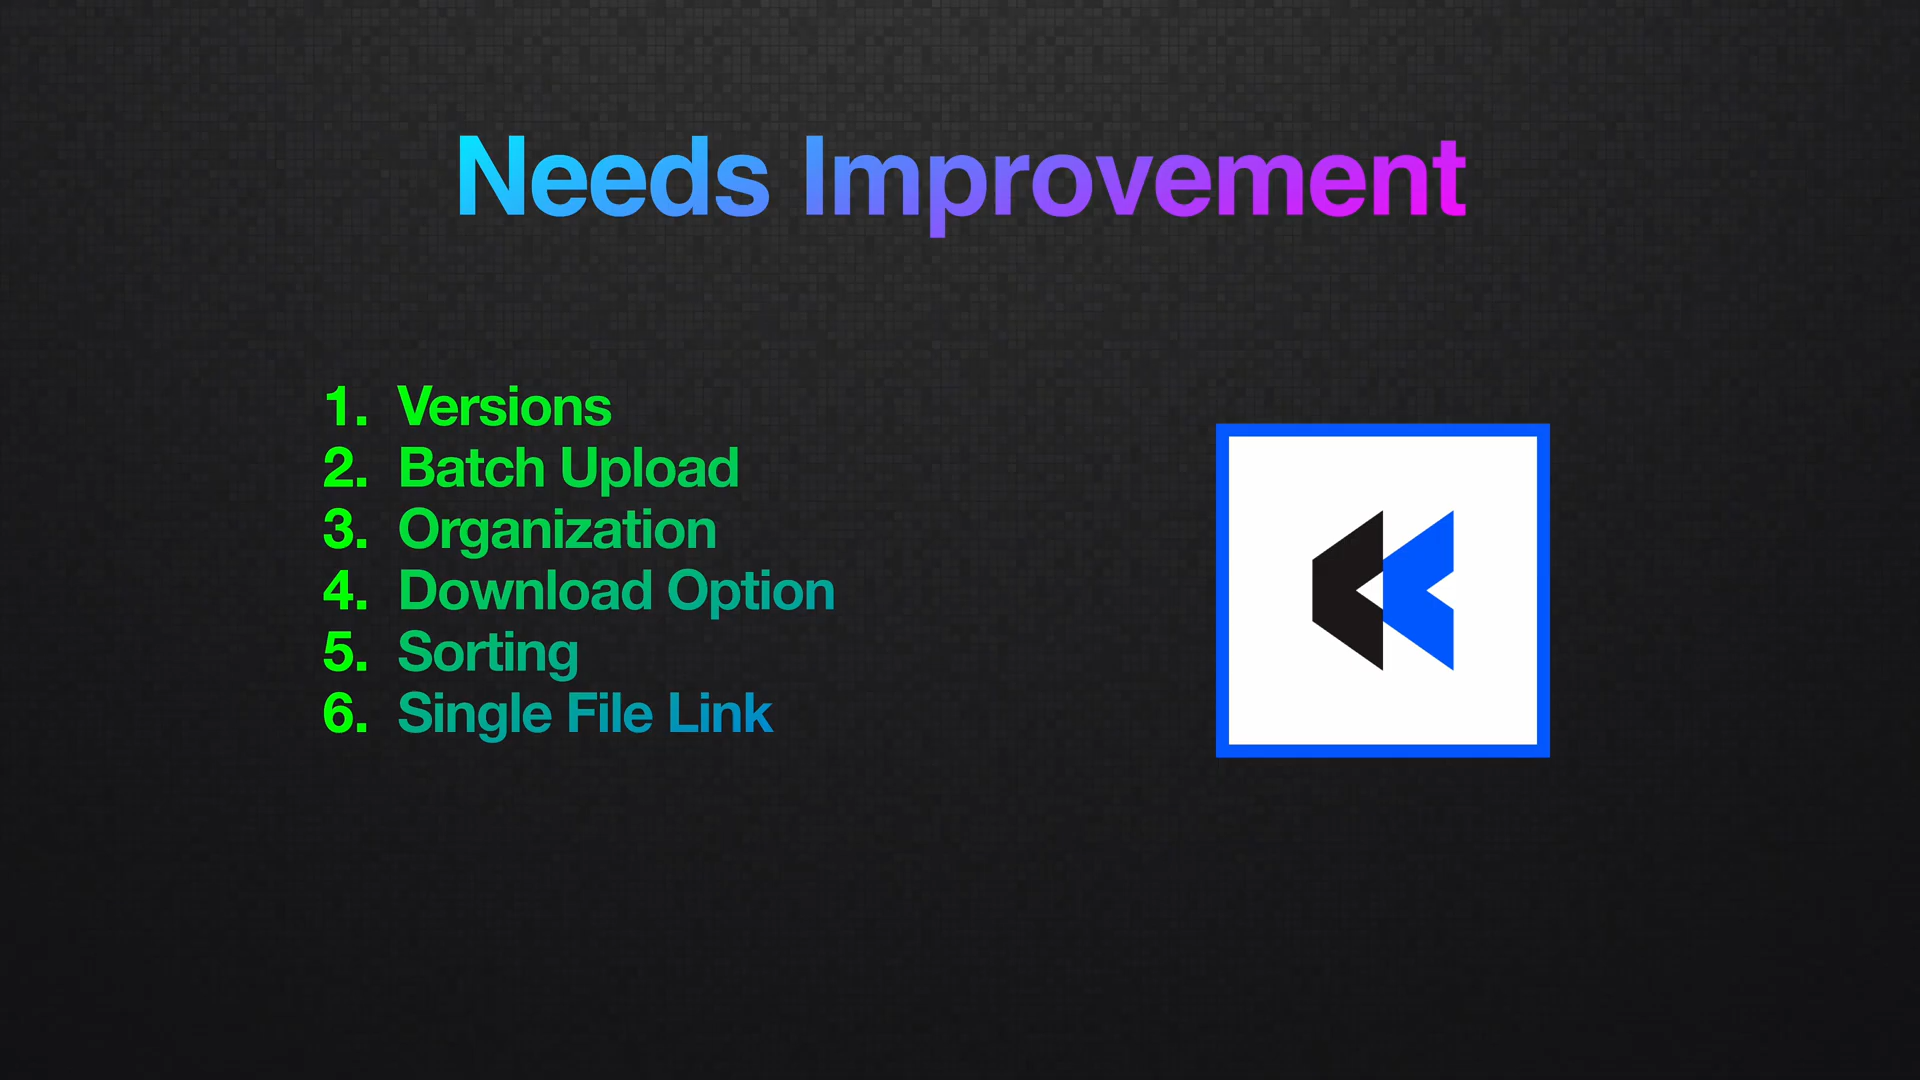 Needs Improvement
1. Versions
2. Batch Upload
3. Organization
4. Download Option
5. Sorting
6. Single File Link